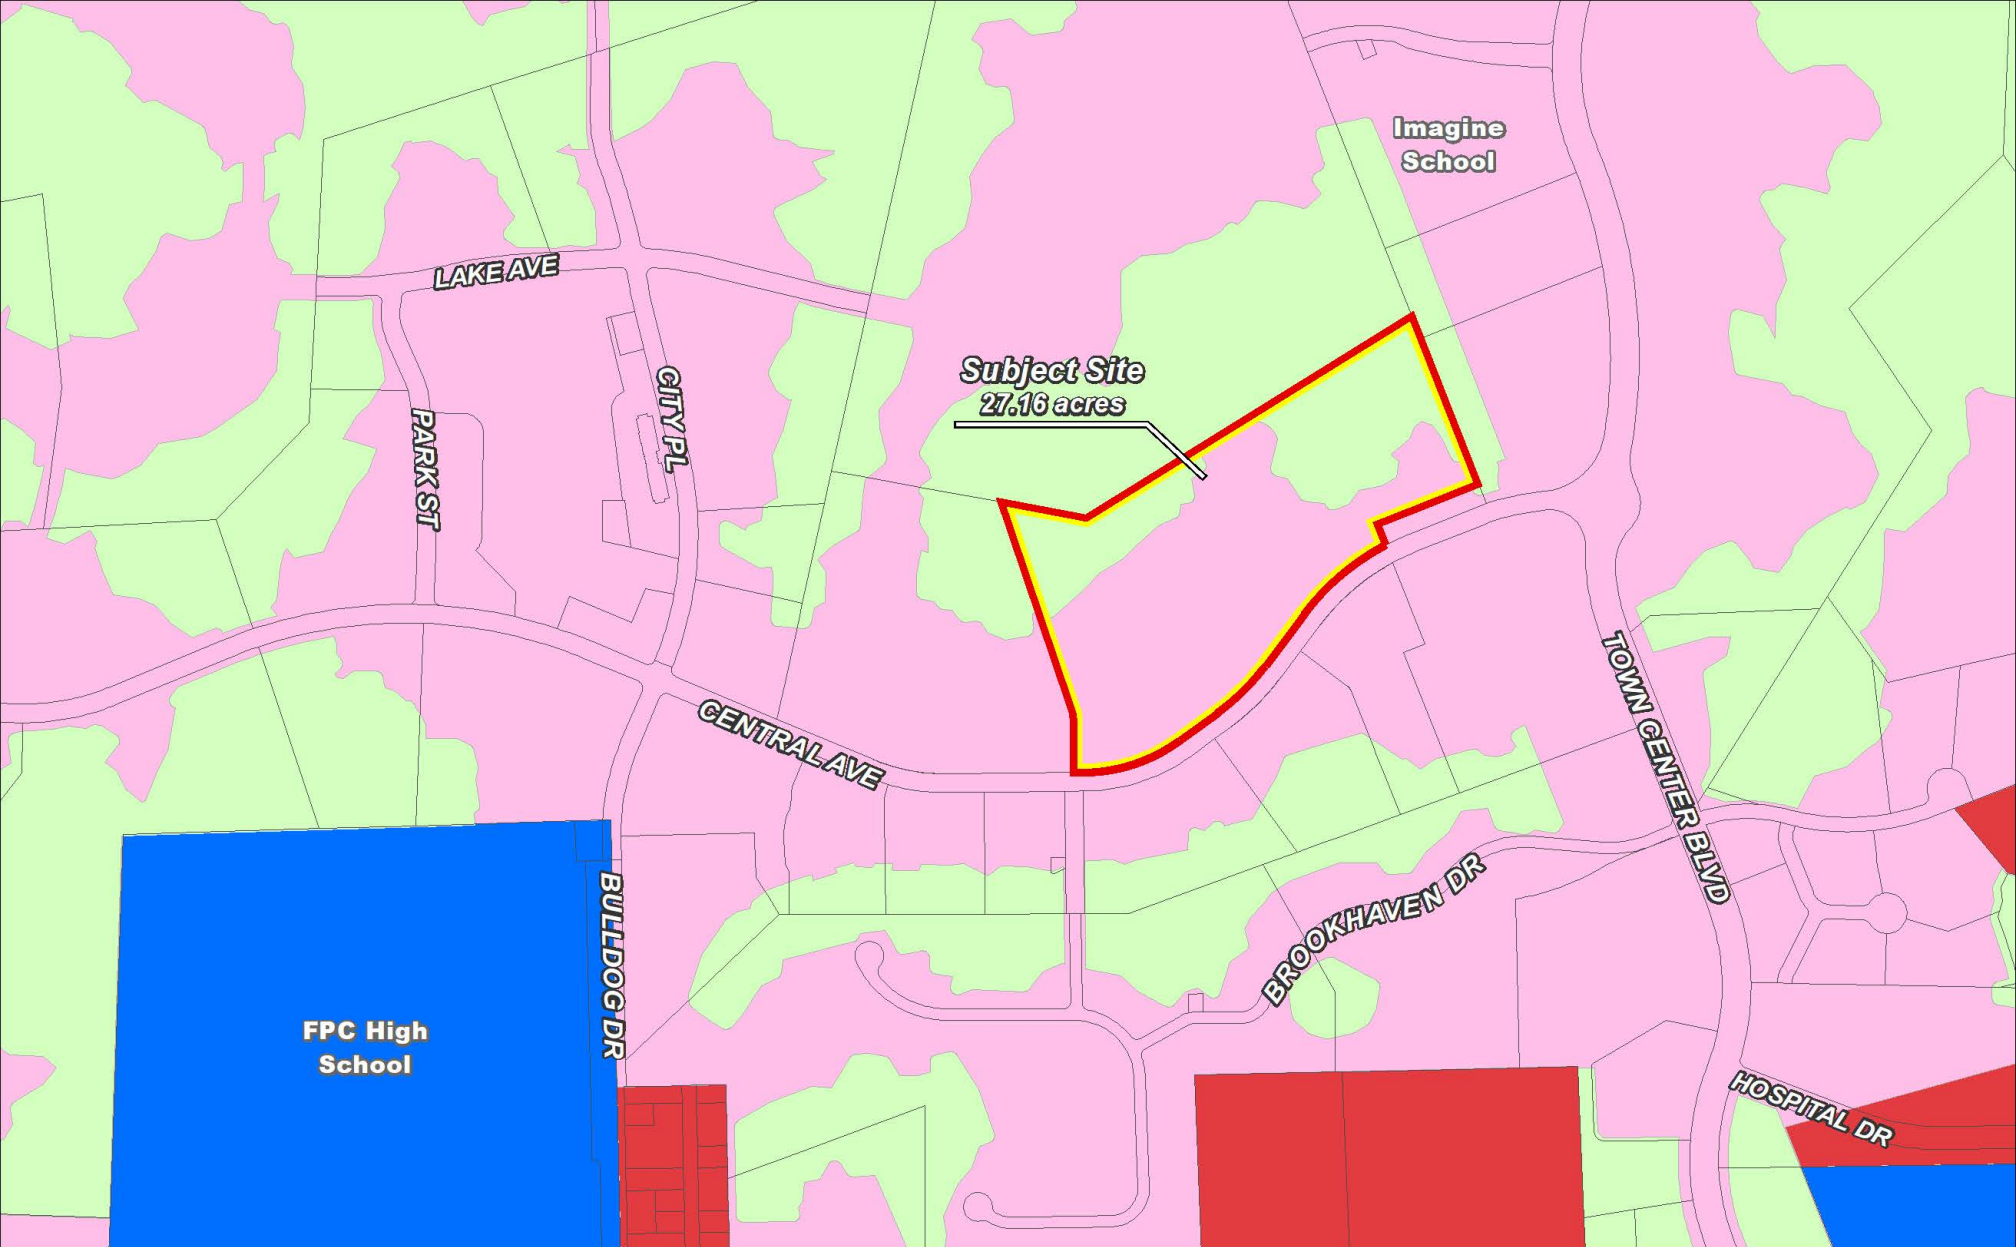 Imagine
School
LAKE AVE
Subject Site
27.16 acres
CITY PL
PARK ST
TOWN CENTER BLVD
CENTRAL AVE
BROOKHAVEN DR
BULLDOG DR
FPC High
School
HOSPITAL DR